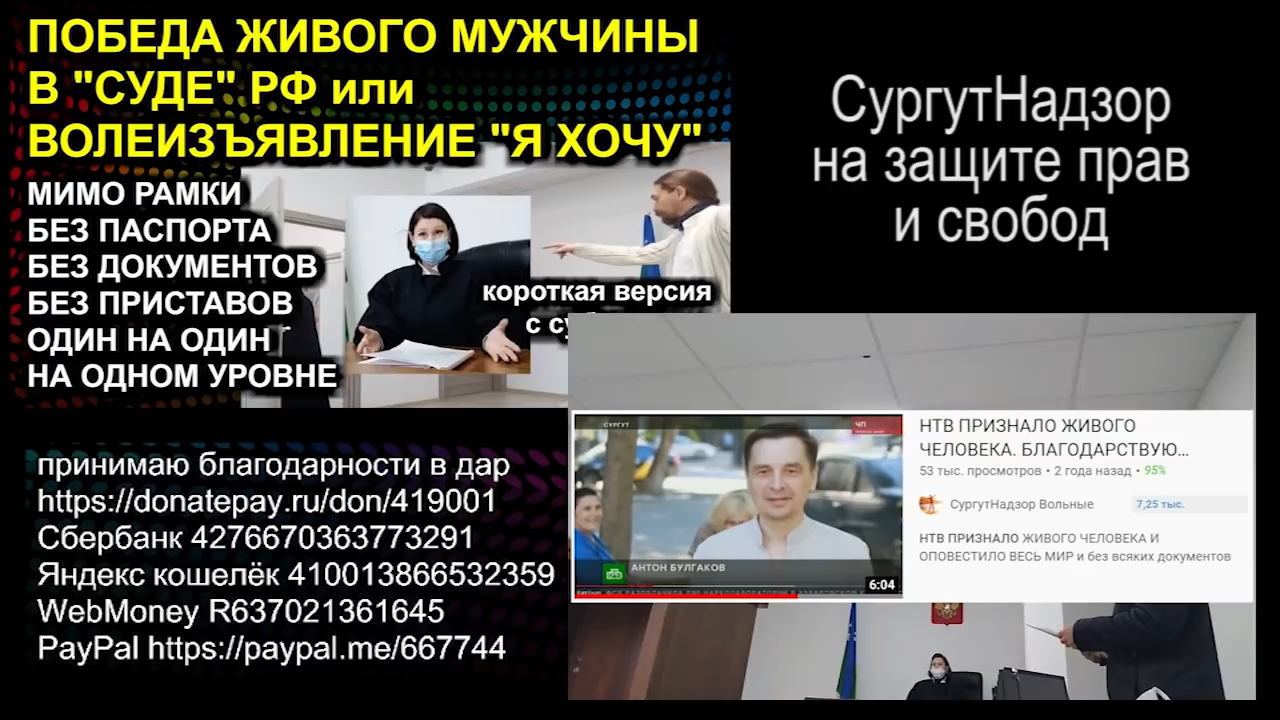 ПОБЕДА ЖИВОГО МУЖЧИНЫ
В "СУДЕ" РФ или
ВОЛЕИЗЪЯВЛЕНИЕ "Я ХОЧУ"
МИМО РАМКИ
БЕЗ ПАСПОРТА
БЕЗ ДОКУМЕНТОВ
БЕЗ ПРИСТАВОВ
ОДИН НА ОДИН
НА ОДНОМ УРОВНЕ
короткая версия
с
СургутНадзор
на защите прав
и свобод
принимаю благодарности в дар
https://donatepay.ru/don/419001
Сбербанк 4276670363773291
Яндекс кошелёк 410013866532359
WebMoney R637021361645
PayPal https://paypal.me/667744
СУРГУТ
ЧП
АНТОН БУЛГАКОВ
НТВ
6:04
НТВ ПРИЗНАЛО ЖИВОГО
ЧЕЛОВЕКА. БЛАГОДАРСТВУЮ...
53 тыс. просмотров • 2 года назад • 95%
СургутНадзор Вольные 7,25 тыс.
НТВ ПРИЗНАЛО ЖИВОГО ЧЕЛОВЕКА И
ОПОВЕСТИЛО ВЕСЬ МИР и без всяких документов